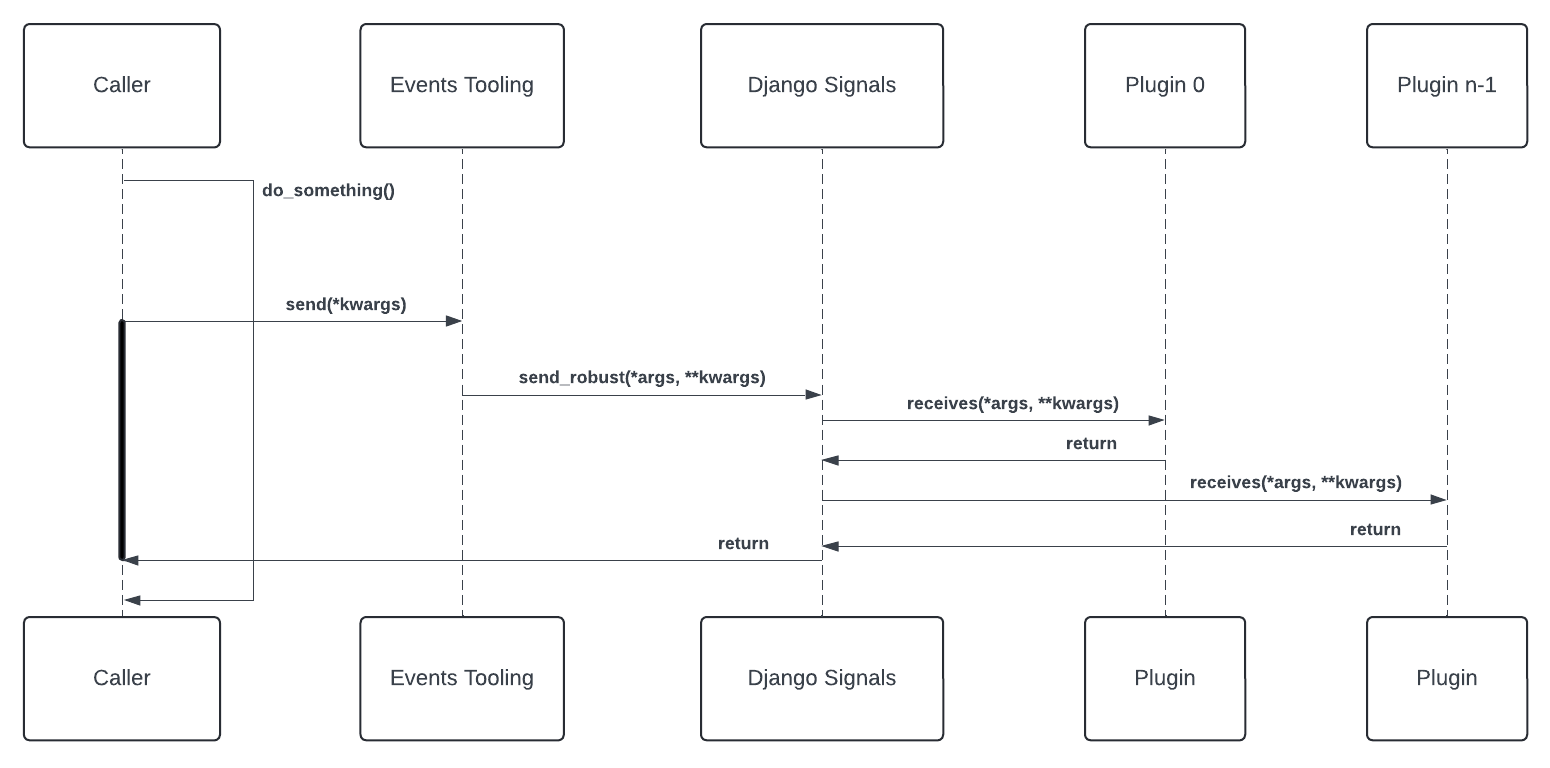 Caller
Events Tooling
Django Signals
Plugin 0
Plugin n-1
do_something()
send(*kwargs)
send_robust(*args, **kwargs)
receives(*args, **kwargs)
return
receives(*args, **kwargs)
return
return
Caller
Events Tooling
Django Signals
Plugin
Plugin